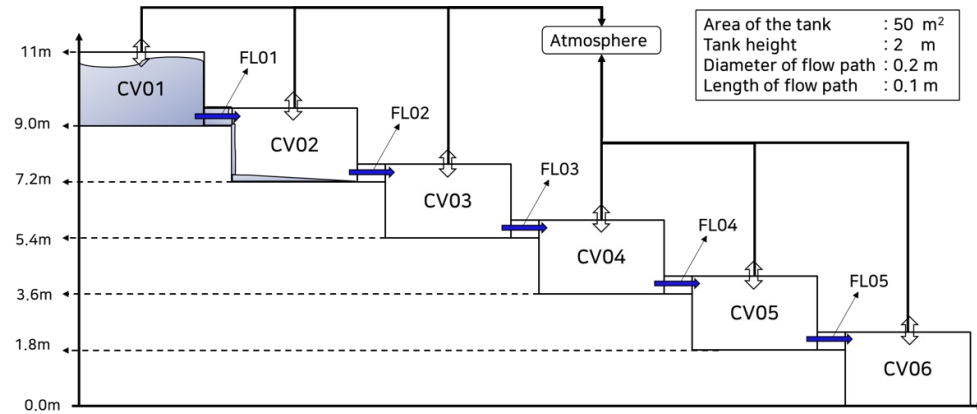 Area of the tank : 50 m²
Tank height : 2 m
Diameter of flow path : 0.2 m
Length of flow path : 0.1 m
Atmosphere
11m
CV01
FL01
9.0m
CV02
FL02
7.2m
CV03
FL03
5.4m
CV04
FL04
3.6m
CV05
FL05
1.8m
CV06
0.0m